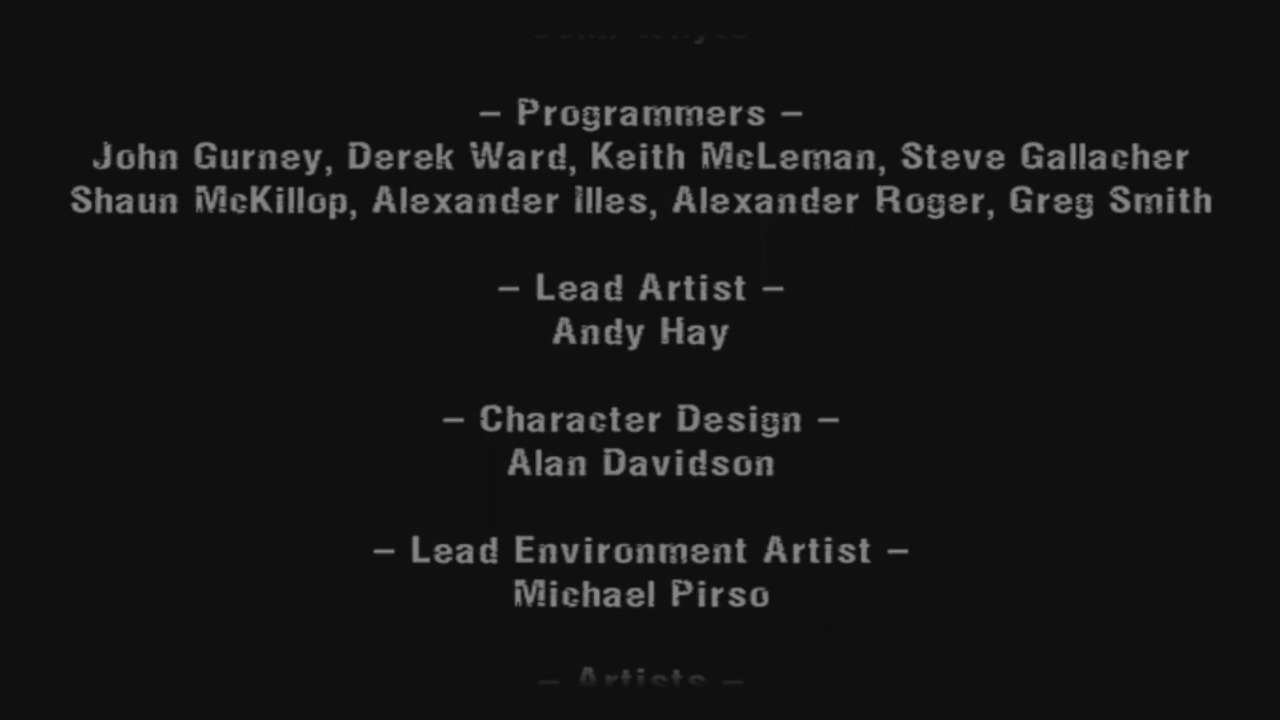 – Programmers –
John Gurney, Derek Ward, Keith McLeman, Steve Gallacher
Shaun McKillop, Alexander Illes, Alexander Roger, Greg Smith
– Lead Artist –
Andy Hay
– Character Design –
Alan Davidson
– Lead Environment Artist –
Michael Pirso
– Artists –